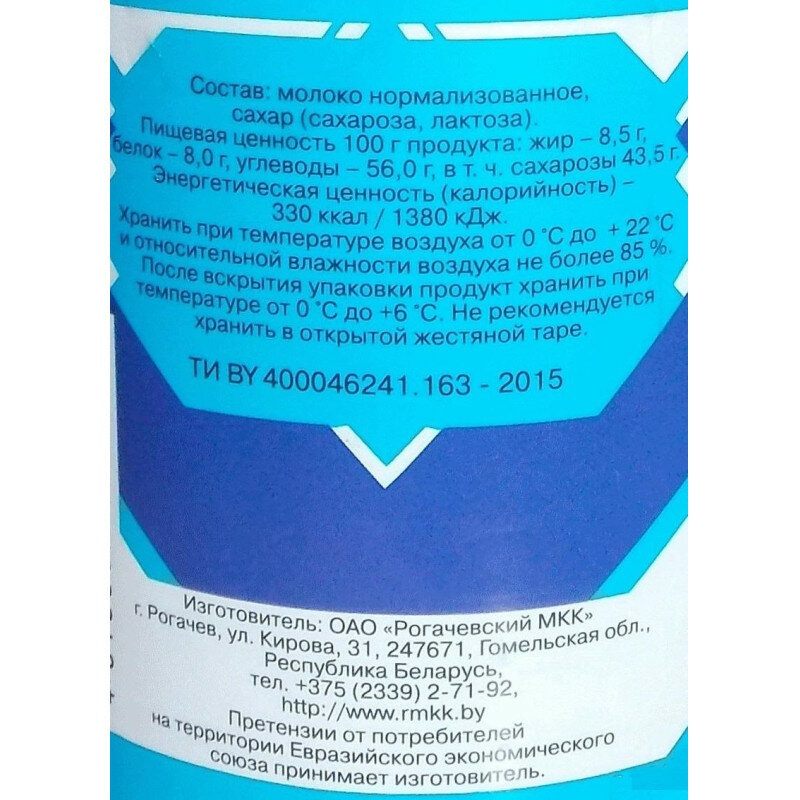 Состав: молоко нормализованное,
сахар (сахароза, лактоза).
Пищевая ценность 100 г продукта: жир – 8,5 г,
белок – 8,0 г, углеводы – 56,0 г, в т. ч. сахарозы 43,5 г.
Энергетическая ценность (калорийность) –
330 ккал / 1380 кДж.
Хранить при температуре воздуха от 0 °С до + 22 °С
и относительной влажности воздуха не более 85 %.
После вскрытия упаковки продукт хранить при
температуре от 0 °С до +6 °С. Не рекомендуется
хранить в открытой жестяной таре.
ТИ BY 400046241.163 - 2015
Изготовитель: ОАО «Рогачевский МКК»
г. Рогачев, ул. Кирова, 31, 247671, Гомельская обл.,
Республика Беларусь,
тел. +375 (2339) 2-71-92,
http://www.rmkk.by
Претензии от потребителей
на территории Евразийского экономического
союза принимает изготовитель.